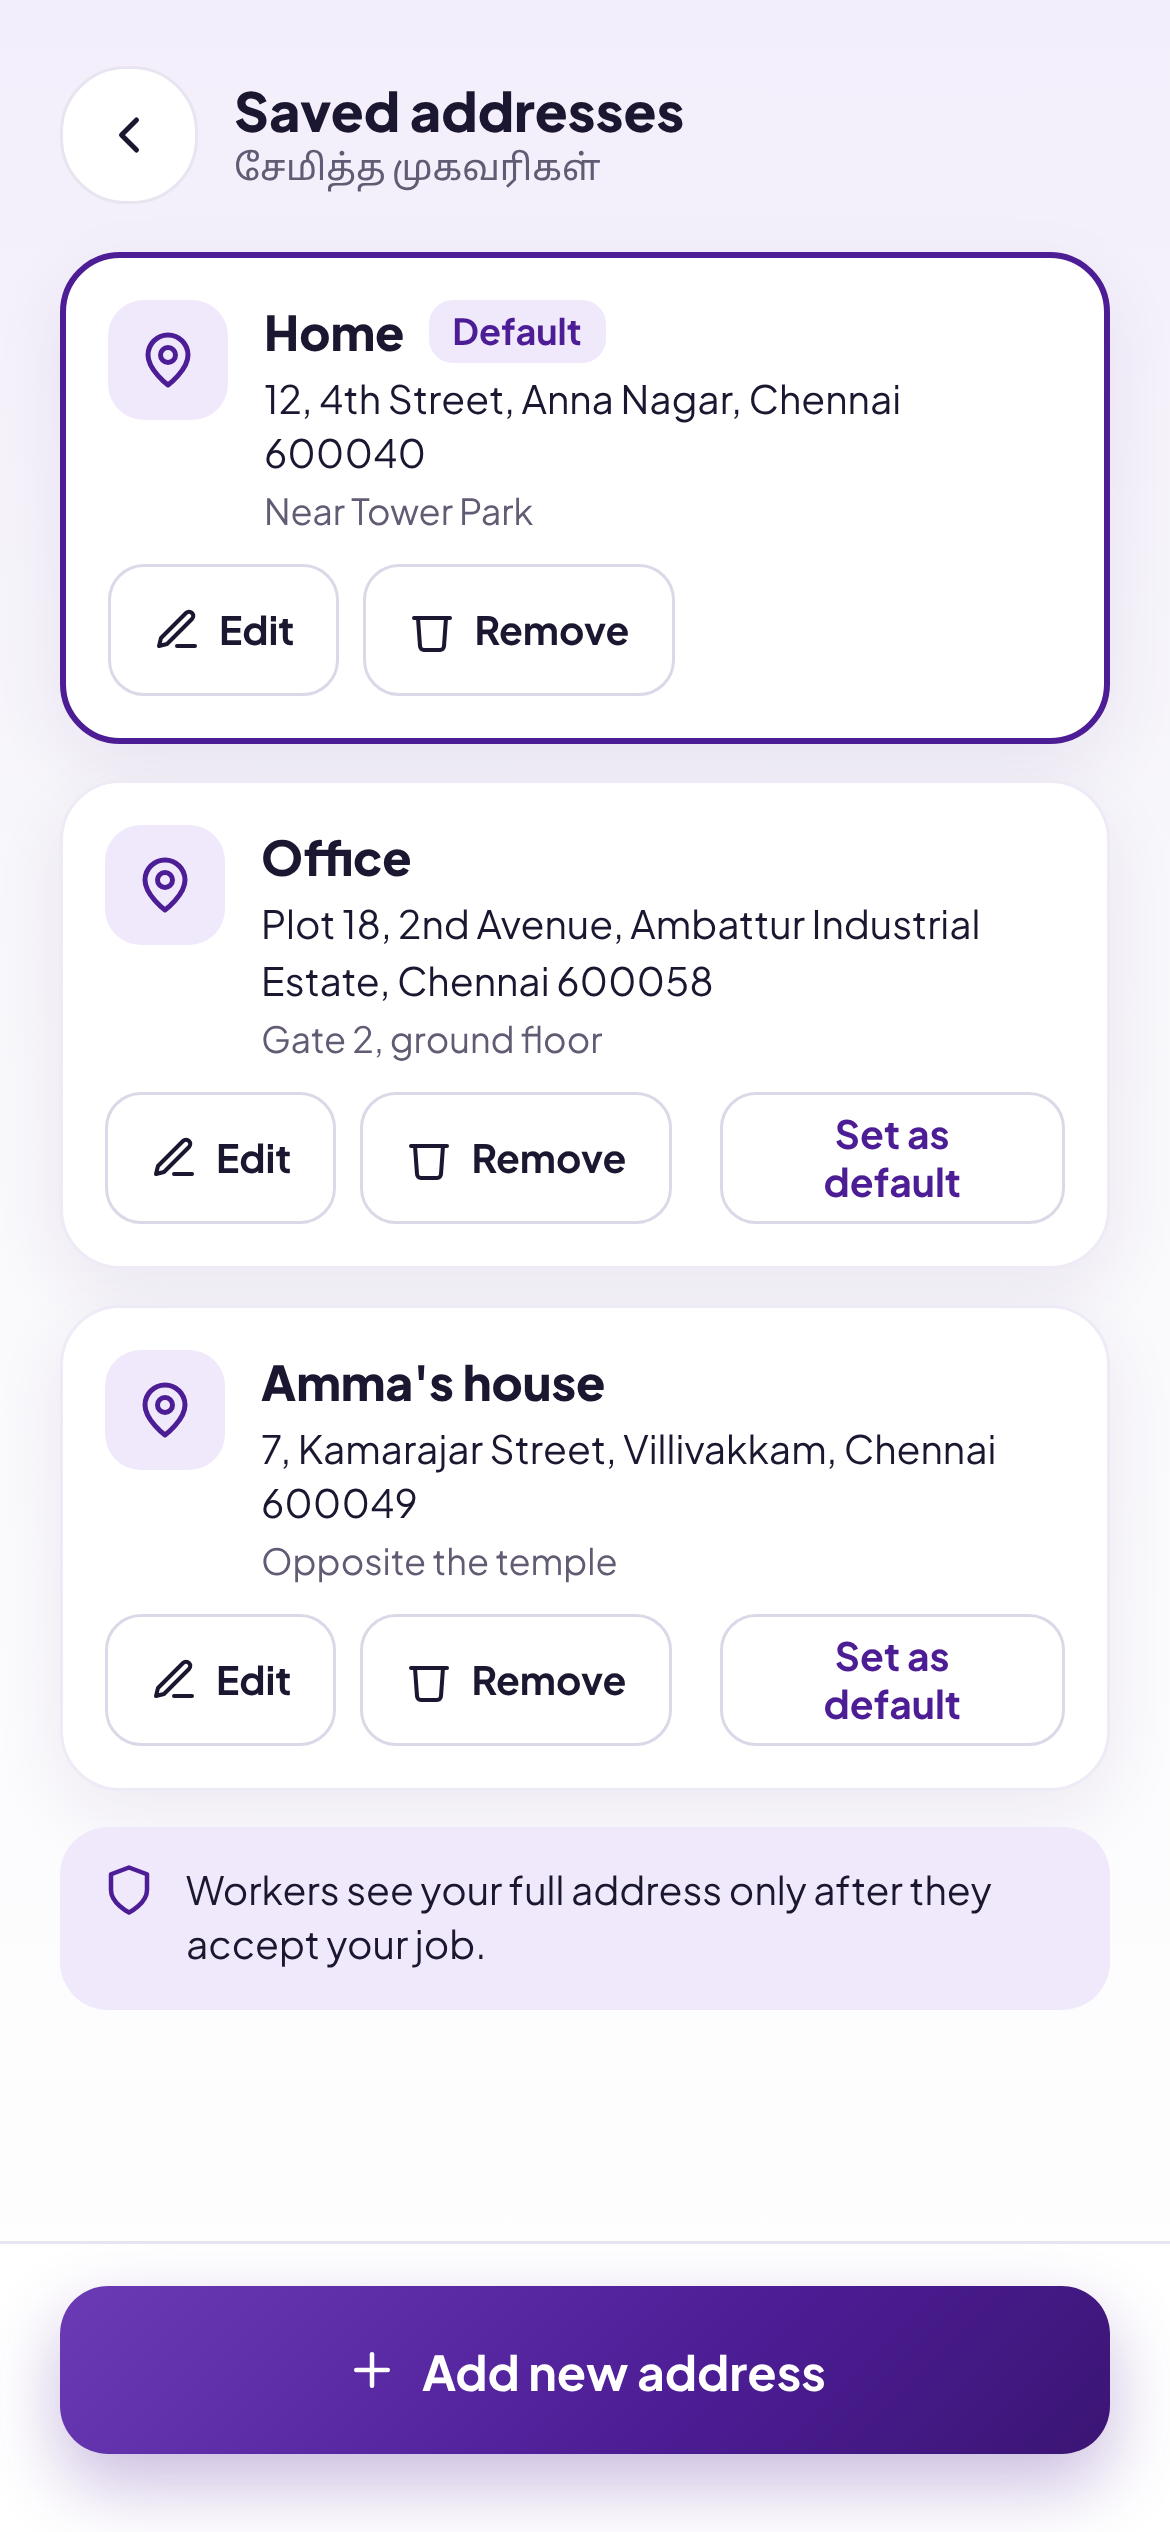 Saved addresses
சேமித்த முகவரிகள்
Home Default
12, 4th Street, Anna Nagar, Chennai
600040
Near Tower Park
Edit Remove
Office
Plot 18, 2nd Avenue, Ambattur Industrial
Estate, Chennai 600058
Gate 2, ground floor
Edit Remove Set as
default
Amma's house
7, Kamarajar Street, Villivakkam, Chennai
600049
Opposite the temple
Edit Remove Set as
default
Workers see your full address only after they
accept your job.
Add new address